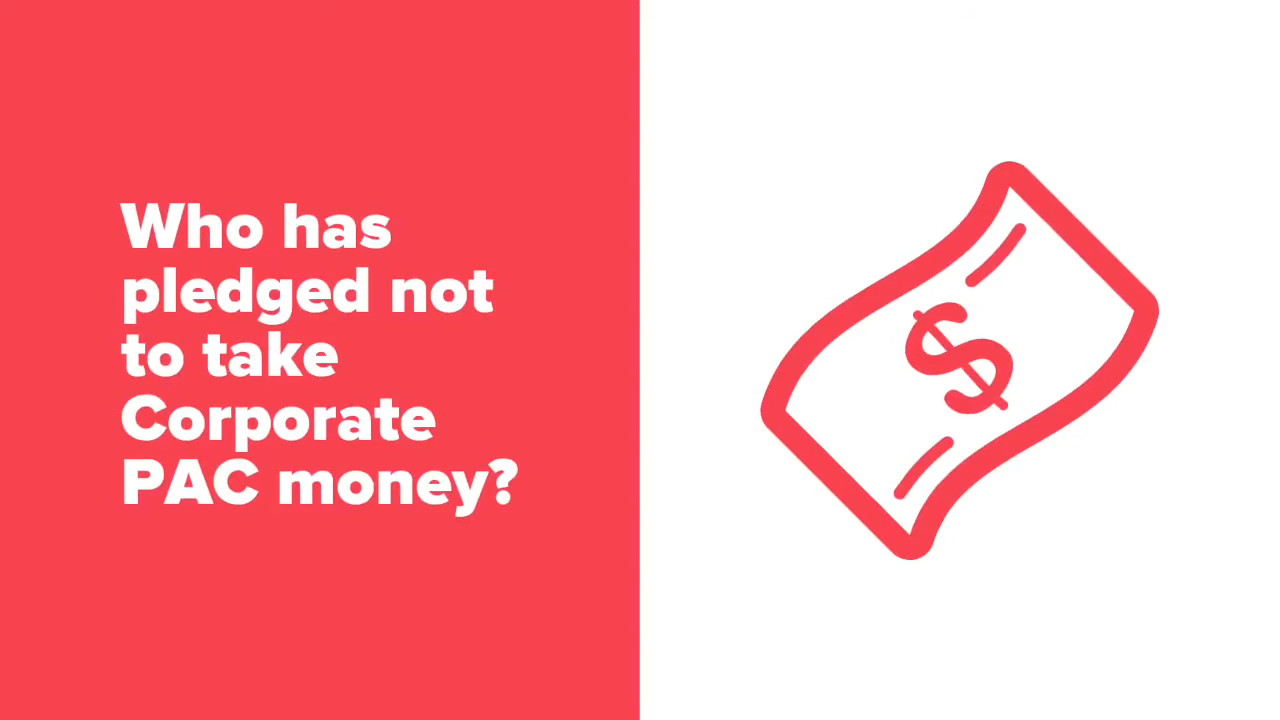 Who has
pledged not
to take
Corporate
PAC money?
$